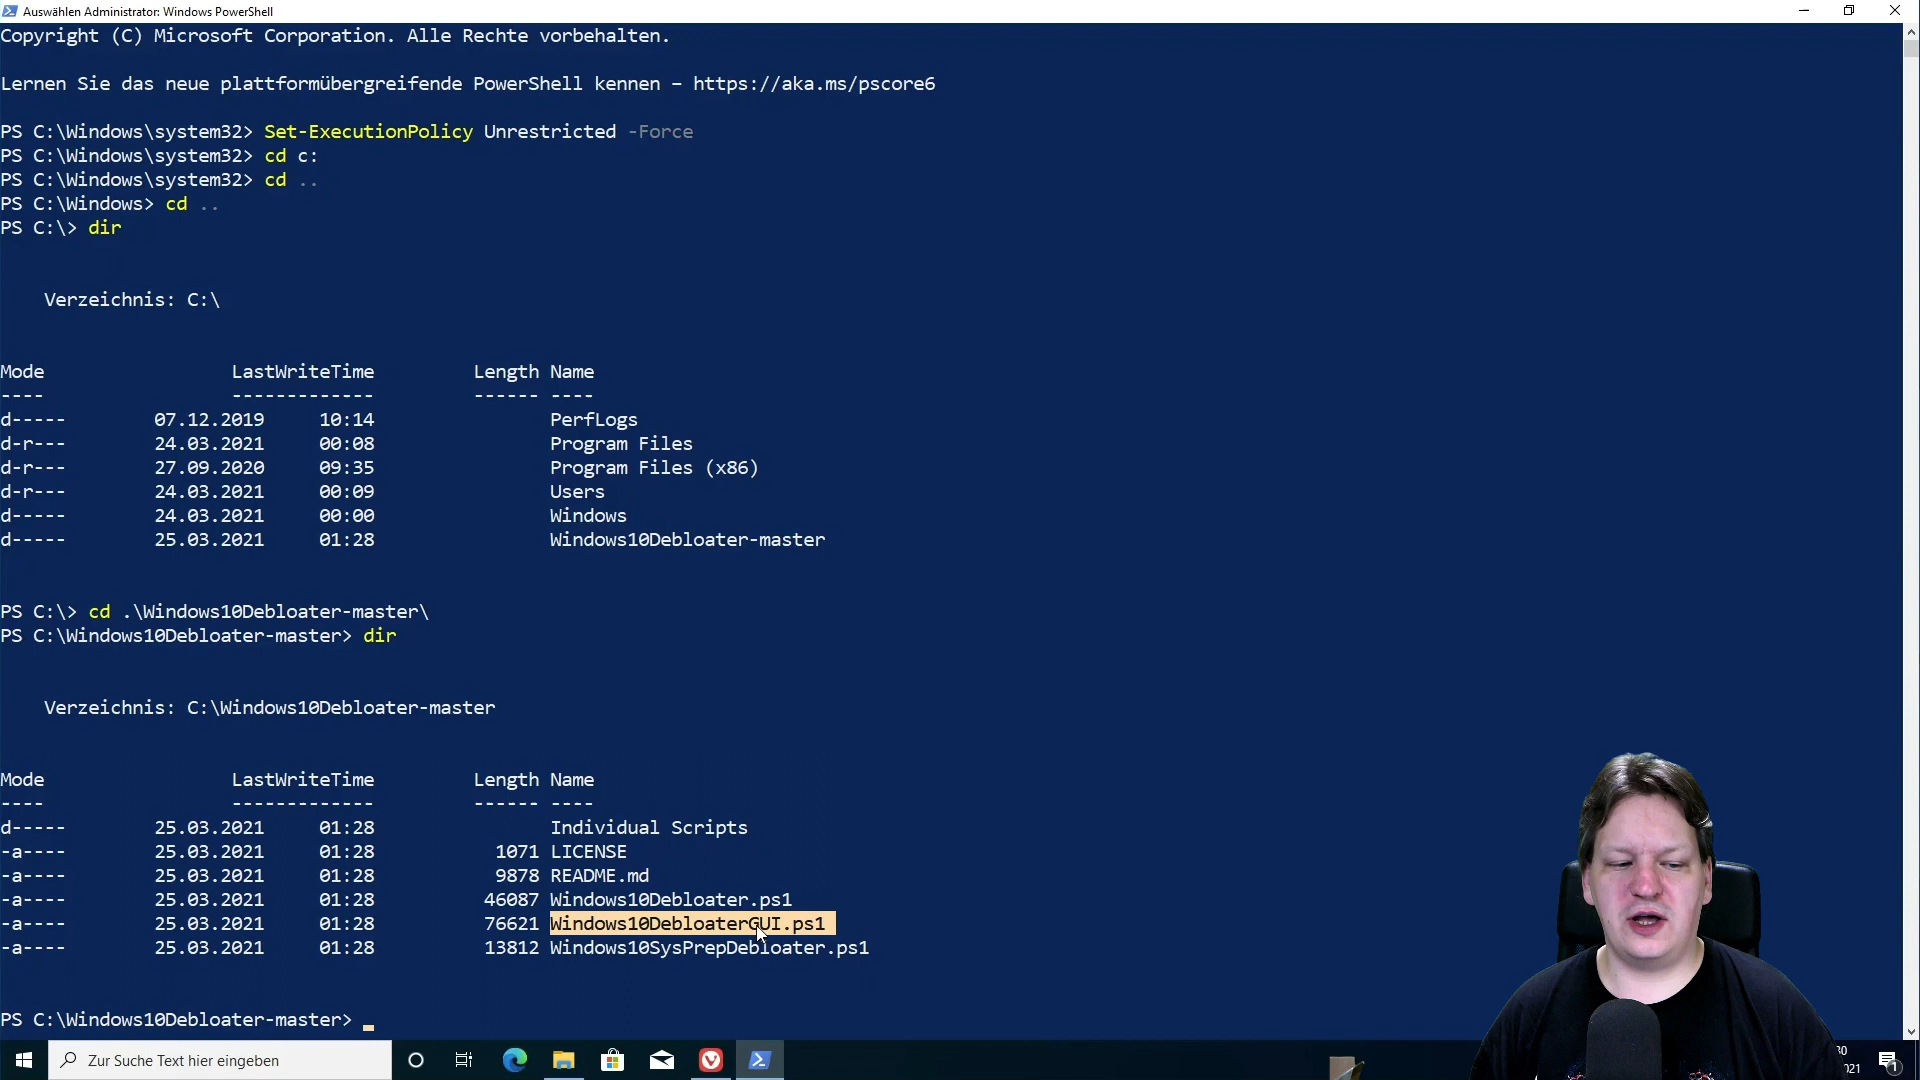 Auswählen Administrator: Windows PowerShell
Copyright (C) Microsoft Corporation. Alle Rechte vorbehalten.
Lernen Sie das neue plattformübergreifende PowerShell kennen – https://aka.ms/pscore6
PS C:\Windows\system32> Set-ExecutionPolicy Unrestricted -Force
PS C:\Windows\system32> cd c:
PS C:\Windows\system32> cd ..
PS C:\Windows> cd ..
PS C:\> dir
Verzeichnis: C:\
Mode LastWriteTime Length Name
---- ------------- ------ ----
d----- 07.12.2019 10:14 PerfLogs
d-r--- 24.03.2021 00:08 Program Files
d-r--- 27.09.2020 09:35 Program Files (x86)
d-r--- 24.03.2021 00:09 Users
d----- 24.03.2021 00:00 Windows
d----- 25.03.2021 01:28 Windows10Debloater-master
PS C:\> cd .\Windows10Debloater-master\
PS C:\Windows10Debloater-master> dir
Verzeichnis: C:\Windows10Debloater-master
Mode LastWriteTime Length Name
---- ------------- ------ ----
d----- 25.03.2021 01:28 Individual Scripts
-a---- 25.03.2021 01:28 1071 LICENSE
-a---- 25.03.2021 01:28 9878 README.md
-a---- 25.03.2021 01:28 46087 Windows10Debloater.ps1
-a---- 25.03.2021 01:28 76621 Windows10DebloaterGUI.ps1
-a---- 25.03.2021 01:28 13812 Windows10SysPrepDebloater.ps1
PS C:\Windows10Debloater-master>
Zur Suche Text hier eingeben
1